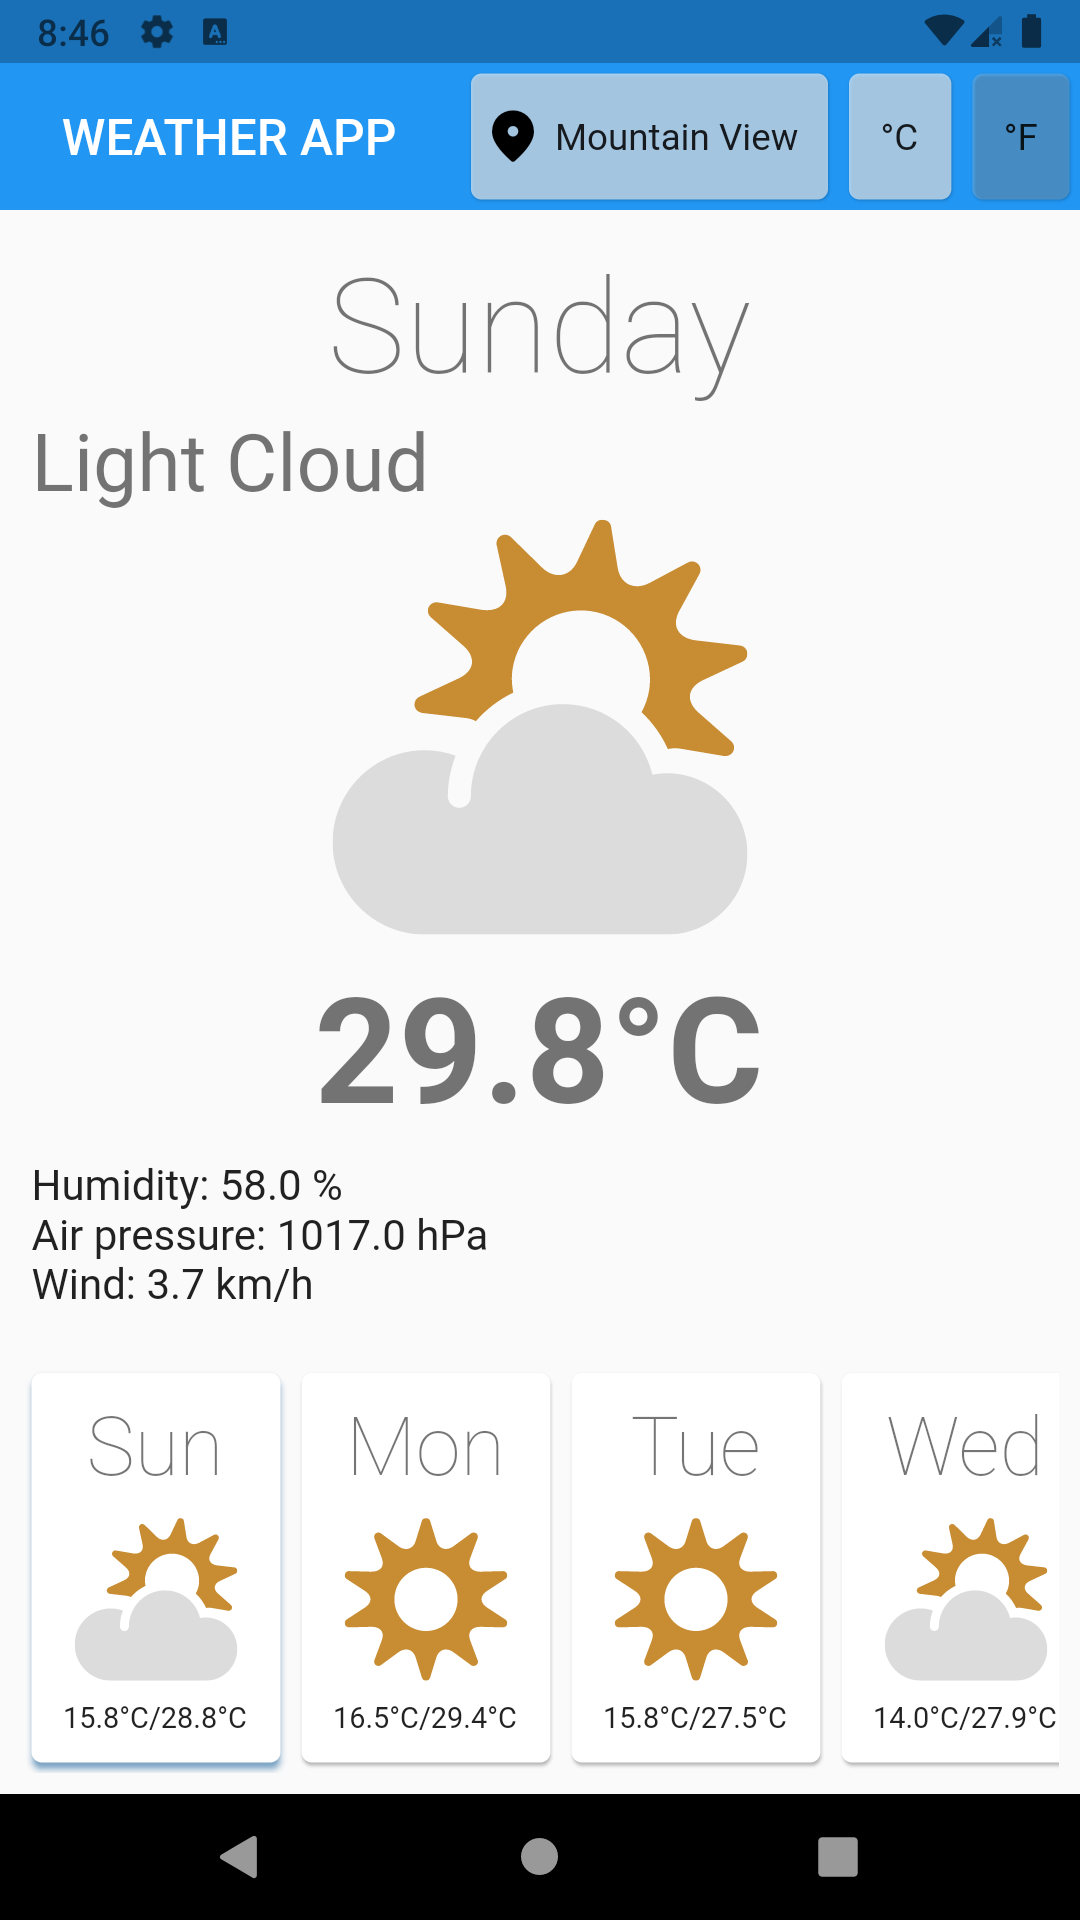 8:46
WEATHER APP
Mountain View
°C
°F
Sunday
Light Cloud
29.8°C
Humidity: 58.0 %
Air pressure: 1017.0 hPa
Wind: 3.7 km/h
Sun
Mon
Tue
Wed
15.8°C/28.8°C
16.5°C/29.4°C
15.8°C/27.5°C
14.0°C/27.9°C